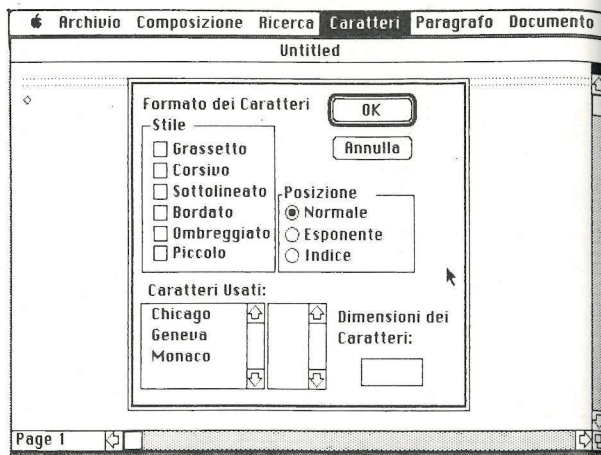 Archivio Composizione Ricerca Caratteri Paragrafo Documento
Untitled
Formato dei Caratteri
OK
Stile
Annulla
Grassetto
Corsivo
Sottolineato
Bordato
Ombreggiato
Piccolo
Posizione
Normale
Esponente
Indice
Caratteri Usati:
Chicago
Geneva
Monaco
Dimensioni dei
Caratteri:
Page 1